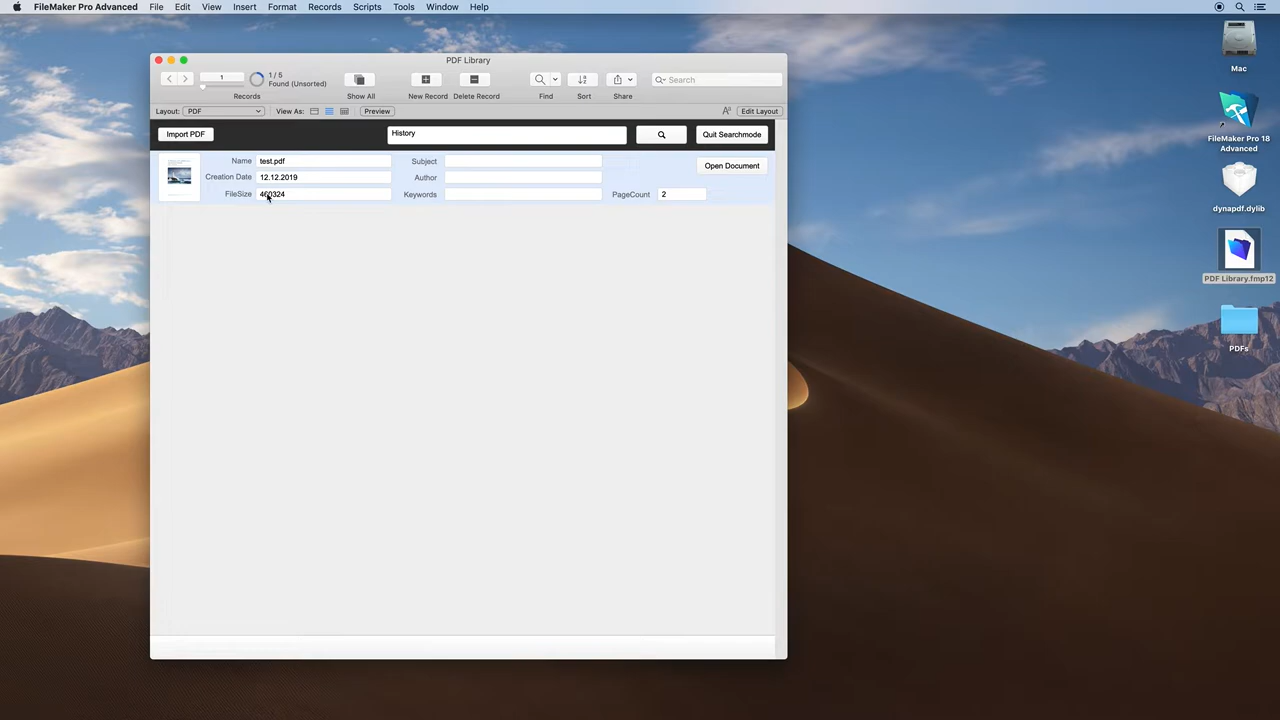 FileMaker Pro Advanced File Edit View Insert Format Records Scripts Tools Window Help
PDF Library
1 1 / 5 Found (Unsorted)
Records Show All New Record Delete Record Find Sort Share
Search
Layout: PDF View As: Preview Aa Edit Layout
Import PDF History Quit Searchmode
Name test.pdf Subject Open Document
Creation Date 12.12.2019 Author
FileSize 460324 Keywords PageCount 2
Mac
FileMaker Pro 18 Advanced
dynapdf.dylib
PDF Library.fmp12
PDFs